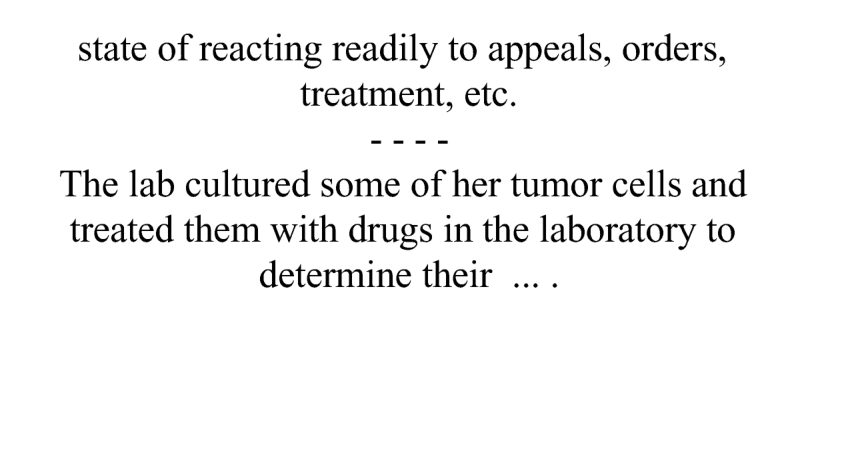 state of reacting readily to appeals, orders,
treatment, etc.
- - - -
The lab cultured some of her tumor cells and
treated them with drugs in the laboratory to
determine their  ... .